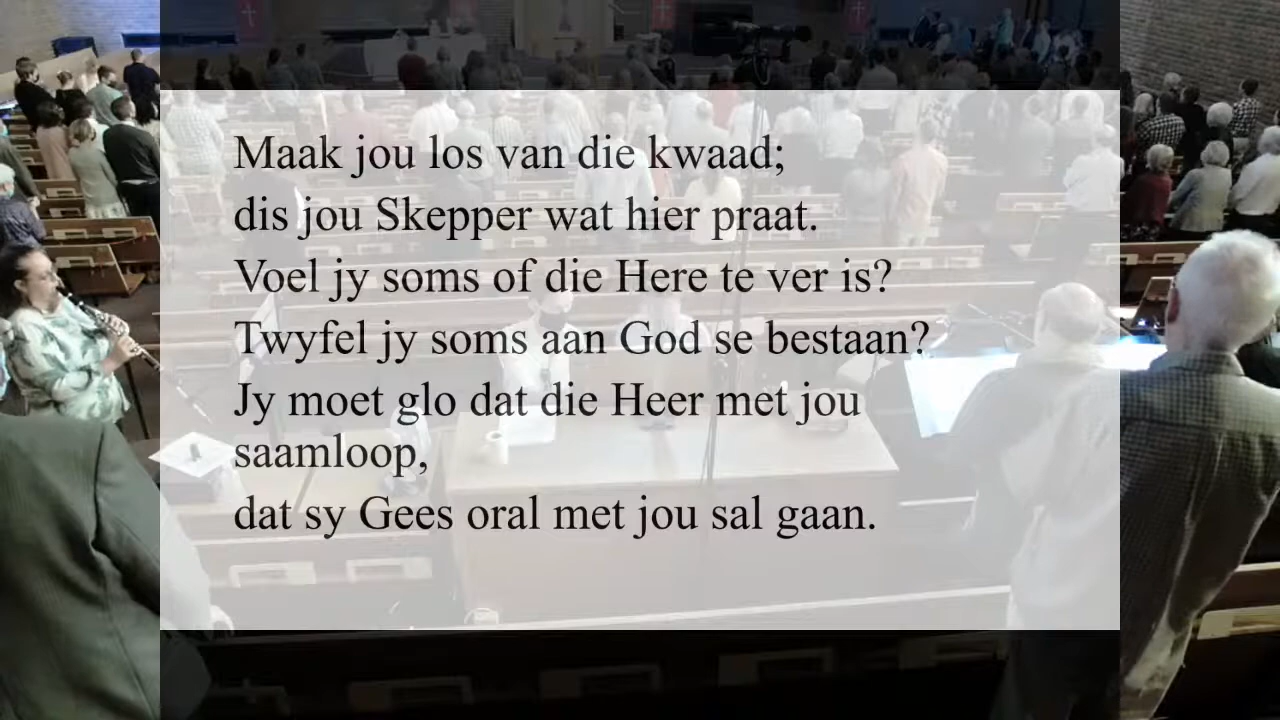 Maak jou los van die kwaad;
dis jou Skepper wat hier praat.
Voel jy soms of die Here te ver is?
Twyfel jy soms aan God se bestaan?
Jy moet glo dat die Heer met jou
saamloop,
dat sy Gees oral met jou sal gaan.